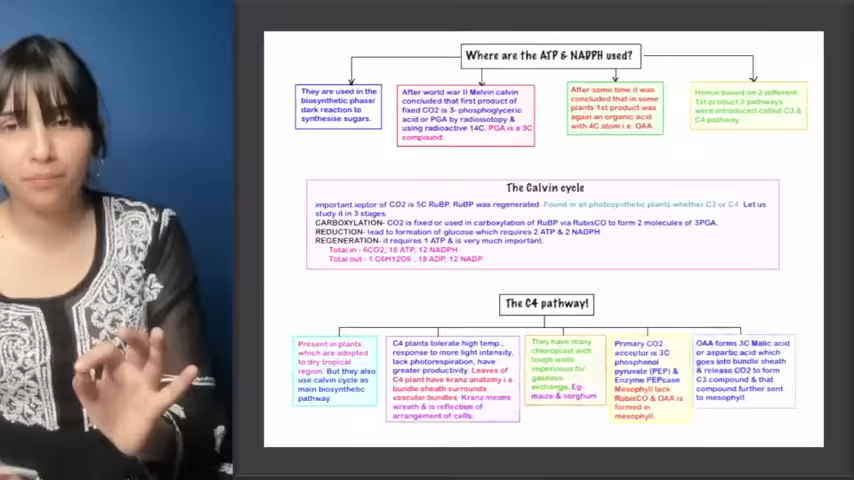 Where are the ATP & NADPH used?
They are used in the
biosynthetic phase/
dark reaction to
synthesise sugars.
After world war II Melvin calvin
concluded that first product of
fixed CO2 is 3- phosphoglyceric
acid or PGA by radioisotopy &
using radioactive 14C. PGA is a 3C
compound.
After some time it was
concluded that in some
plants 1st product was
again an organic acid
with 4C atom i.e. OAA.
Hence based on 2 different
1st product 2 pathways
were introduced called C3 &
C4 pathway.
The Calvin cycle
important ieptor of CO2 is 5C RuBP. RuBP was regenerated. Found in all photosynthetic plants whether C3 or C4. Let us
study it in 3 stages.
CARBOXYLATION- CO2 is fixed or used in carboxylation of RuBP via RubisCO to form 2 molecules of 3PGA.
REDUCTION- lead to formation of glucose which requires 2 ATP & 2 NADPH.
REGENERATION- it requires 1 ATP & is very much important.
Total in - 6CO2, 18 ATP, 12 NADPH
Total out - 1 C6H12O6 , 18 ADP, 12 NADP.
The C4 pathway!
Present in plants
which are adopted
to dry tropical
region. But they also
use calvin cycle as
main biosynthetic
pathway.
C4 plants tolerate high temp.,
response to more light intensity,
lack photorespiration, have
greater productivity. Leaves of
C4 plant have kranz anatomy i.e.
bundle sheath surrounds
vascular bundles. Kranz means
wreath & is reflection of
arrangement of cells.
They have many
chloroplast with
tough walls
impervious for
gaseous
exchange. Eg-
maize & sorghum
Primary CO2
acceptor is 3C
phosphenol
pyruvate (PEP) &
Enzyme PEPcase
Mesophyll lack
RubisCO & OAA is
formed in
mesophyll.
OAA forms 3C Malic acid
or aspartic acid which
goes into bundle sheath
& release CO2 to form
C3 compound & that
compound further sent
to mesophyll.